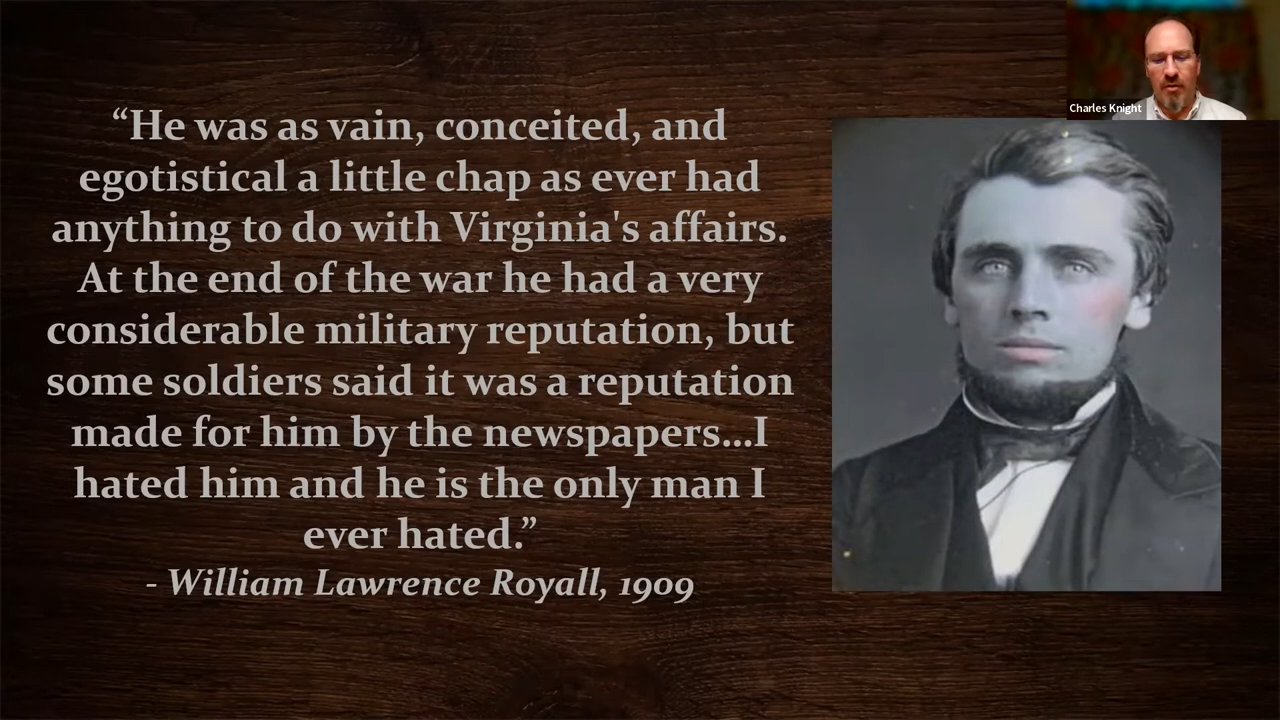 Charles Knight
“He was as vain, conceited, and
egotistical a little chap as ever had
anything to do with Virginia's affairs.
At the end of the war he had a very
considerable military reputation, but
some soldiers said it was a reputation
made for him by the newspapers...I
hated him and he is the only man I
ever hated.”
- William Lawrence Royall, 1909